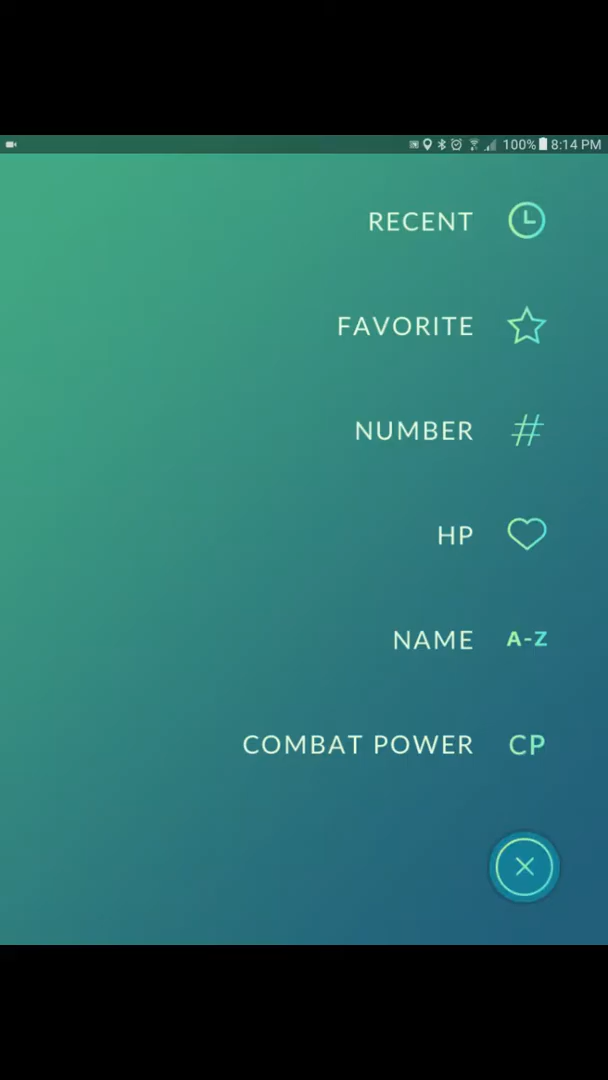 100% 8:14 PM
RECENT
FAVORITE
NUMBER #
HP
NAME A-Z
COMBAT POWER CP